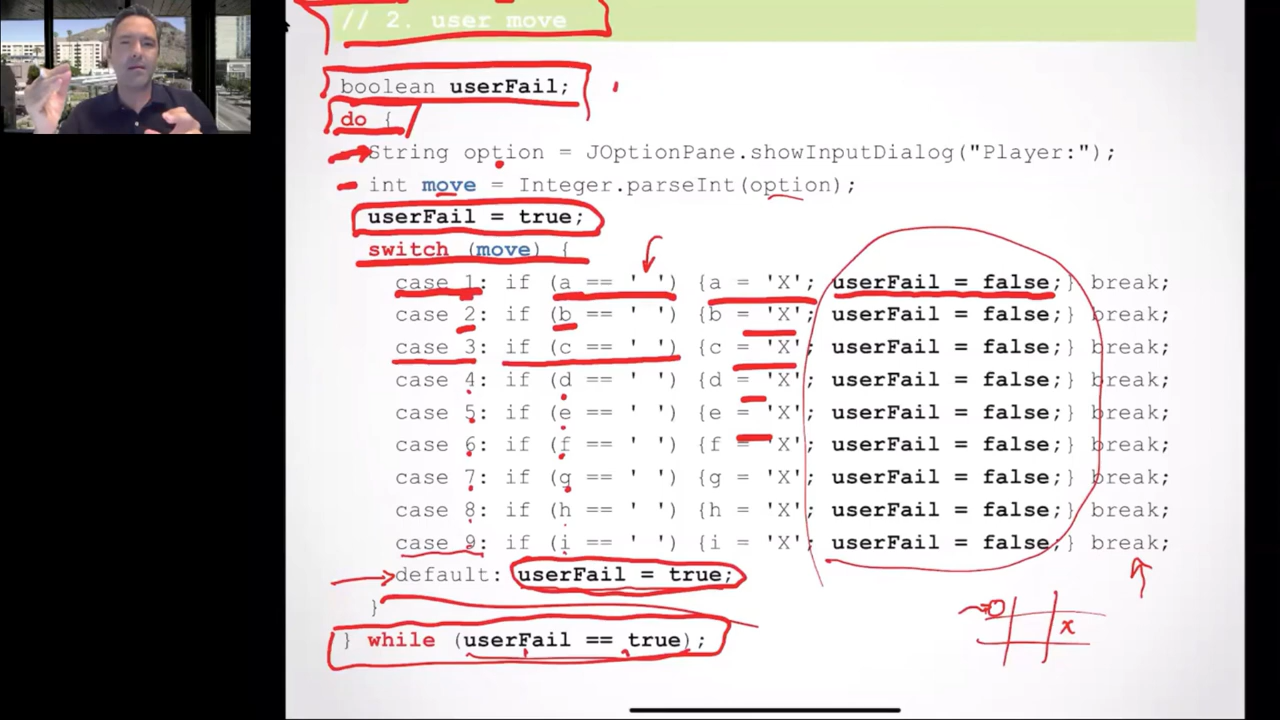 // 2. user move
boolean userFail;
do {
String option = JOptionPane.showInputDialog("Player:");
int move = Integer.parseInt(option);
userFail = true;
switch (move) {
case 1: if (a == ' ') {a = 'X'; userFail = false;} break;
case 2: if (b == ' ') {b = 'X'; userFail = false;} break;
case 3: if (c == ' ') {c = 'X'; userFail = false;} break;
case 4: if (d == ' ') {d = 'X'; userFail = false;} break;
case 5: if (e == ' ') {e = 'X'; userFail = false;} break;
case 6: if (f == ' ') {f = 'X'; userFail = false;} break;
case 7: if (g == ' ') {g = 'X'; userFail = false;} break;
case 8: if (h == ' ') {h = 'X'; userFail = false;} break;
case 9: if (i == ' ') {i = 'X'; userFail = false;} break;
default: userFail = true;
}
} while (userFail == true);
O
x